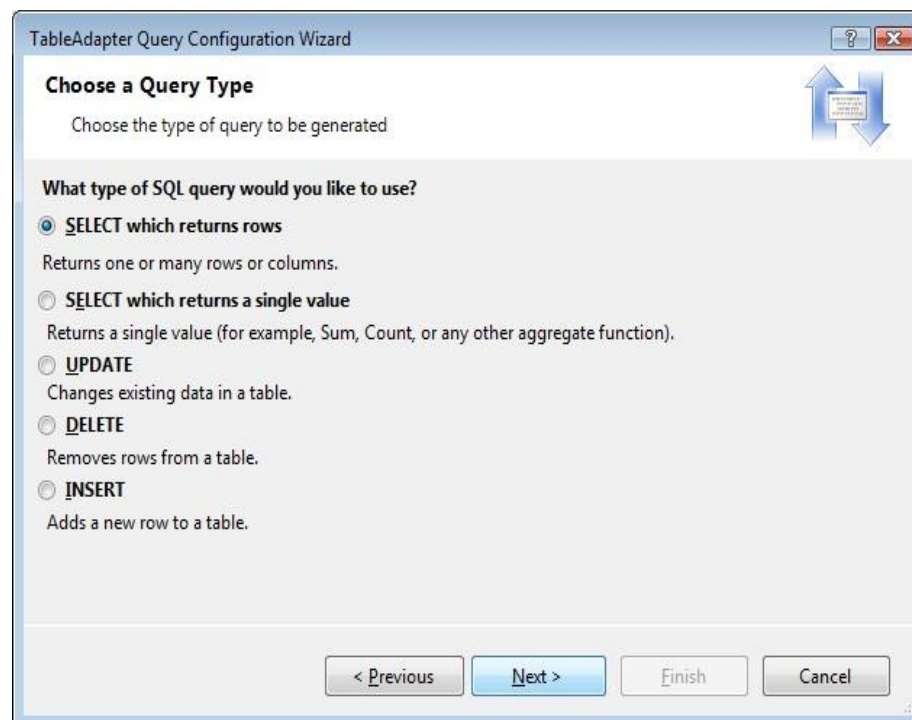 TableAdapter Query Configuration Wizard
Choose a Query Type
Choose the type of query to be generated
What type of SQL query would you like to use?
SELECT which returns rows
Returns one or many rows or columns.
SELECT which returns a single value
Returns a single value (for example, Sum, Count, or any other aggregate function).
UPDATE
Changes existing data in a table.
DELETE
Removes rows from a table.
INSERT
Adds a new row to a table.
< Previous Next > Finish Cancel